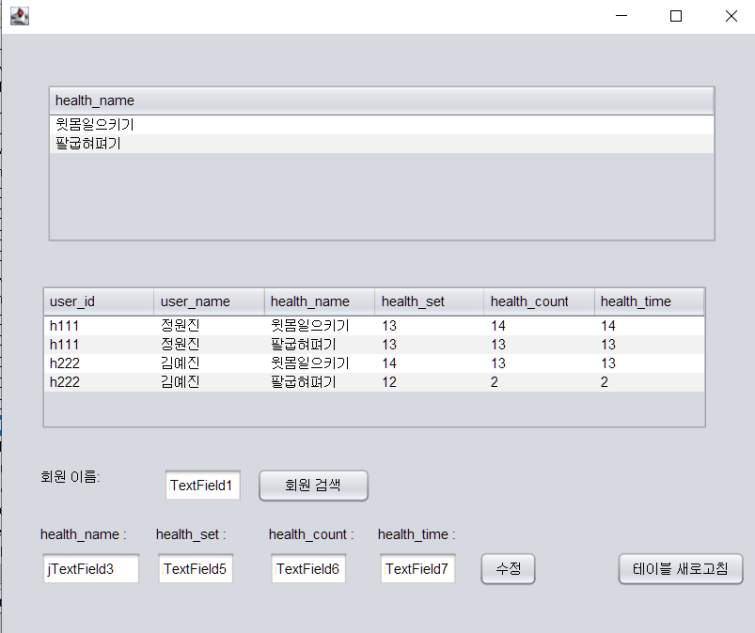 health_name
윗몸일으키기
팔굽혀펴기
user_id user_name health_name health_set health_count health_time
h111 정원진 윗몸일으키기 13 14 14
h111 정원진 팔굽혀펴기 13 13 13
h222 김예진 윗몸일으키기 14 13 13
h222 김예진 팔굽혀펴기 12 2 2
회원 이름: TextField1 회원 검색
health_name : health_set : health_count : health_time :
jTextField3 TextField5 TextField6 TextField7 수정 테이블 새로고침